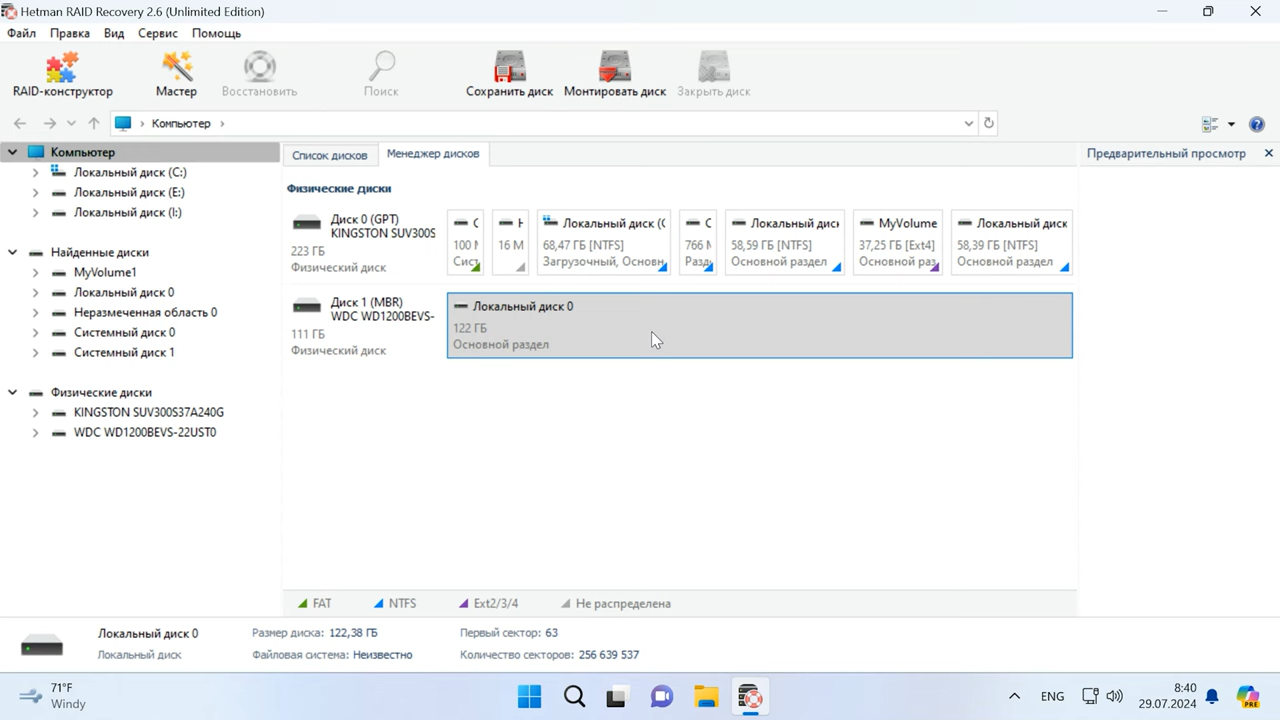 Hetman RAID Recovery 2.6 (Unlimited Edition)
Файл Правка Вид Сервис Помощь
RAID-конструктор Мастер Восстановить Поиск Сохранить диск Монтировать диск Закрыть диск
Компьютер
Компьютер
Локальный диск (C:)
Локальный диск (E:)
Локальный диск (I:)
Найденные диски
MyVolume1
Локальный диск 0
Неразмеченная область 0
Системный диск 0
Системный диск 1
Физические диски
KINGSTON SUV300S37A240G
WDC WD1200BEVS-22UST0
Список дисков Менеджер дисков
Физические диски
Диск 0 (GPT)
KINGSTON SUV300S
223 ГБ
Физический диск
С
100 М
Сист
Н
16 М
Локальный диск (C
68,47 ГБ [NTFS]
Загрузочный, Основн
С
766 М
Разд
Локальный диск
58,59 ГБ [NTFS]
Основной раздел
MyVolume
37,25 ГБ [Ext4]
Основной раз
Локальный диск
58,39 ГБ [NTFS]
Основной раздел
Диск 1 (MBR)
WDC WD1200BEVS-
111 ГБ
Физический диск
Локальный диск 0
122 ГБ
Основной раздел
FAT NTFS Ext2/3/4 Не распределена
Предварительный просмотр
Локальный диск 0
Локальный диск
Размер диска: 122,38 ГБ
Файловая система: Неизвестно
Первый сектор: 63
Количество секторов: 256 639 537
71°F
Windy
PRE
ENG
8:40
29.07.2024